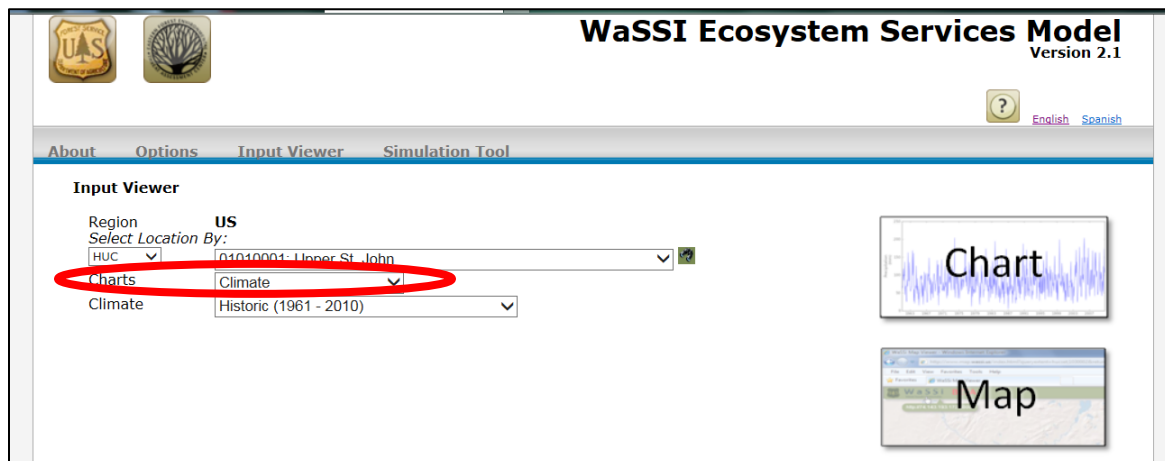 WaSSI Ecosystem Services Model
Version 2.1
UAS
?
English Spanish
About Options Input Viewer Simulation Tool
Input Viewer
Region US
Select Location By:
HUC 01010001: Upper St. John
Charts Climate
Climate Historic (1961 - 2010)
Chart
Map